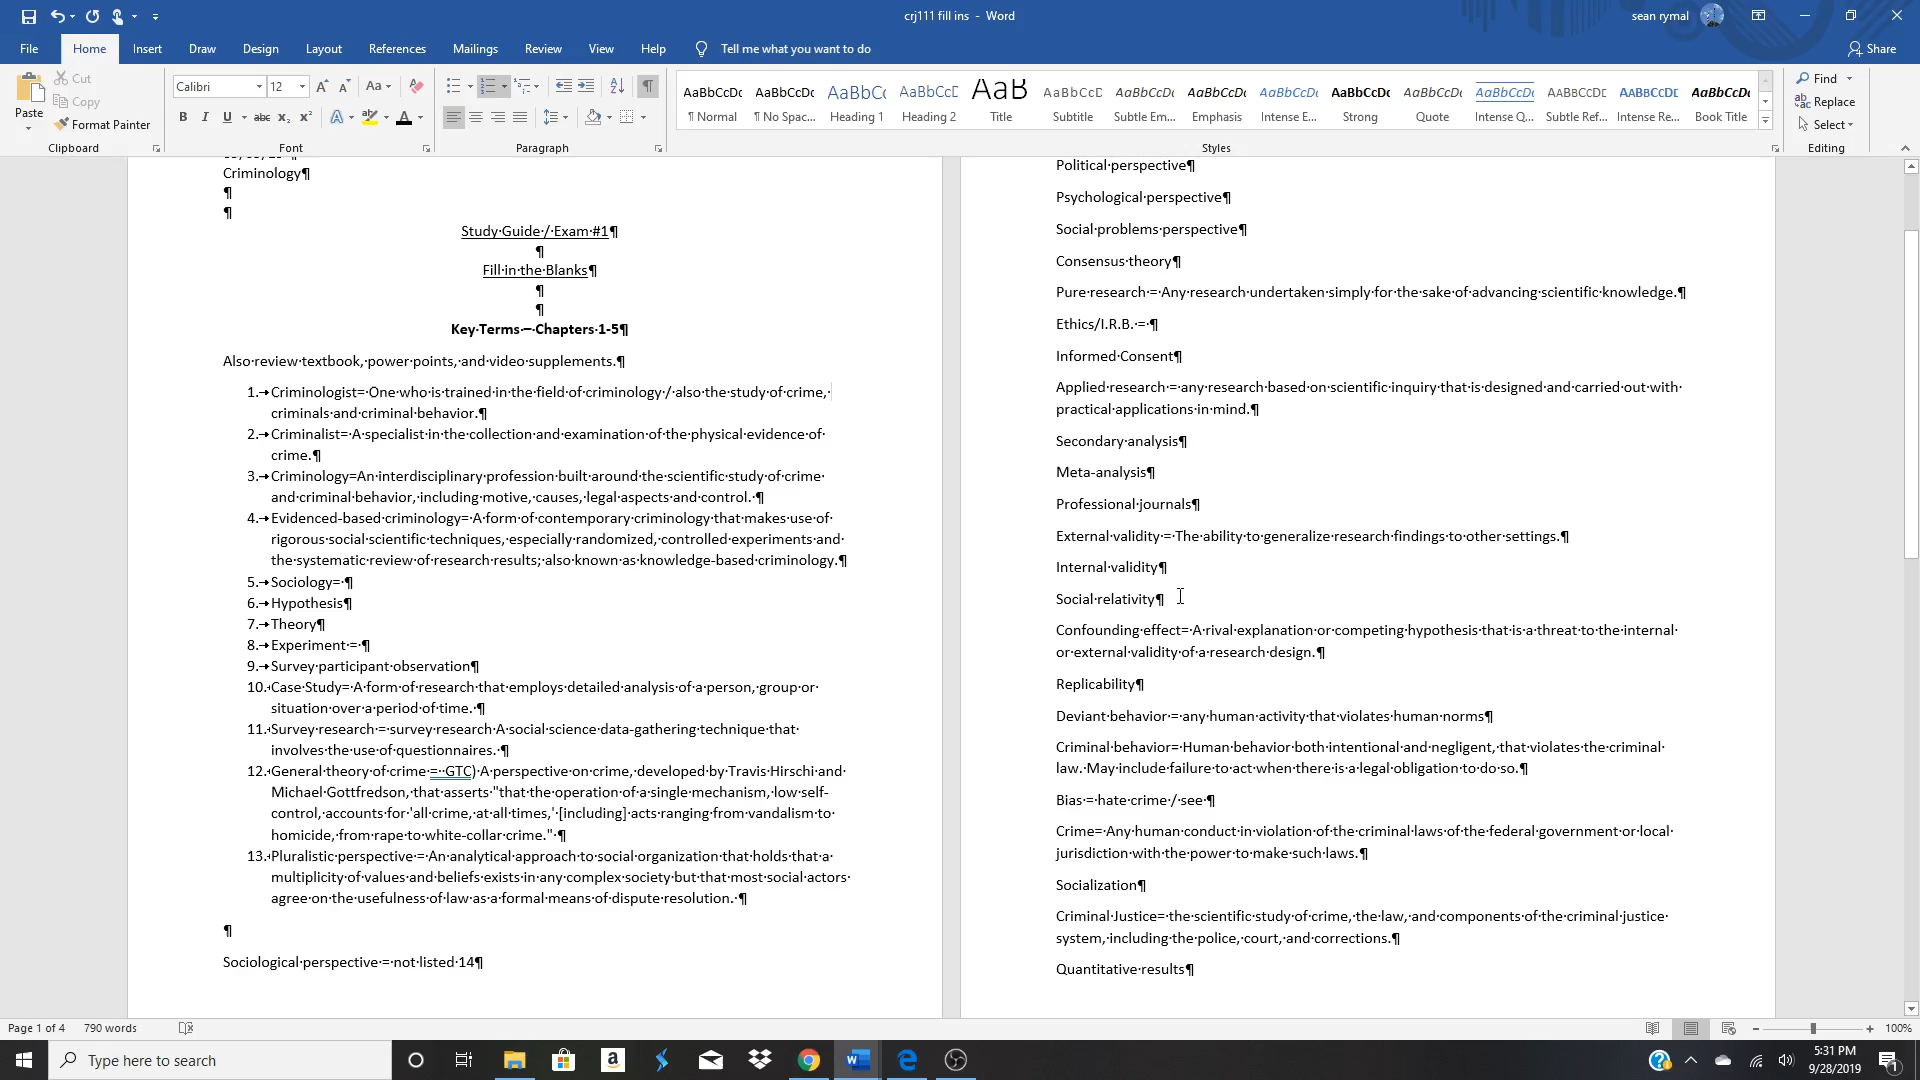 crj111 fill ins - Word
sean rymal
File Home Insert Draw Design Layout References Mailings Review View Help Tell me what you want to do
Share
Paste
Cut
Copy
Format Painter
Clipboard
Calibri 12
Font
Paragraph
AaBbCcDc AaBbCcDc AaBbCc AaBbCcD AaB AaBbCcD AaBbCcDc AaBbCcDc AaBbCcDc AaBbCcDc AaBbCcDc AaBbCcDc AaBbCcDc AaBbCcDc AaBbCcDc
¶ Normal ¶ No Spac... Heading 1 Heading 2 Title Subtitle Subtle Em... Emphasis Intense E... Strong Quote Intense Q... Subtle Ref... Intense Re... Book Title
Styles
Find
Replace
Select
Editing
Criminology¶
¶
¶
Study Guide / Exam #1¶
¶
Fill in the Blanks¶
¶
¶
Key Terms – Chapters 1-5¶
Also review textbook, power points, and video supplements.¶
1. Criminologist= One who is trained in the field of criminology / also the study of crime,
criminals and criminal behavior.¶
2. Criminalist= A specialist in the collection and examination of the physical evidence of
crime.¶
3. Criminology=An interdisciplinary profession built around the scientific study of crime
and criminal behavior, including motive, causes, legal aspects and control. ¶
4. Evidenced-based criminology= A form of contemporary criminology that makes use of
rigorous social scientific techniques, especially randomized, controlled experiments and
the systematic review of research results; also known as knowledge-based criminology.¶
5. Sociology= ¶
6. Hypothesis¶
7. Theory¶
8. Experiment = ¶
9. Survey participant observation¶
10. Case Study= A form of research that employs detailed analysis of a person, group or
situation over a period of time. ¶
11. Survey research = survey research A social science data-gathering technique that
involves the use of questionnaires. ¶
12. General theory of crime =  GTC) A perspective on crime, developed by Travis Hirschi and
Michael Gottfredson, that asserts "that the operation of a single mechanism, low self-
control, accounts for 'all crime, at all times,' [including] acts ranging from vandalism to
homicide, from rape to white-collar crime." ¶
13. Pluralistic perspective = An analytical approach to social organization that holds that a
multiplicity of values and beliefs exists in any complex society but that most social actors
agree on the usefulness of law as a formal means of dispute resolution. ¶
¶
Sociological perspective = not listed 14¶
Political perspective¶
Psychological perspective¶
Social problems perspective¶
Consensus theory¶
Pure research = Any research undertaken simply for the sake of advancing scientific knowledge.¶
Ethics/I.R.B. = ¶
Informed Consent¶
Applied research = any research based on scientific inquiry that is designed and carried out with
practical applications in mind.¶
Secondary analysis¶
Meta-analysis¶
Professional journals¶
External validity = The ability to generalize research findings to other settings.¶
Internal validity¶
Social relativity¶
Confounding effect= A rival explanation or competing hypothesis that is a threat to the internal
or external validity of a research design.¶
Replicability¶
Deviant behavior = any human activity that violates human norms¶
Criminal behavior= Human behavior both intentional and negligent, that violates the criminal
law. May include failure to act when there is a legal obligation to do so.¶
Bias = hate crime / see ¶
Crime= Any human conduct in violation of the criminal laws of the federal government or local
jurisdiction with the power to make such laws.¶
Socialization¶
Criminal Justice= the scientific study of crime, the law, and components of the criminal justice
system, including the police, court, and corrections.¶
Quantitative results¶
Page 1 of 4 790 words
100%
Type here to search
5:31 PM
9/28/2019